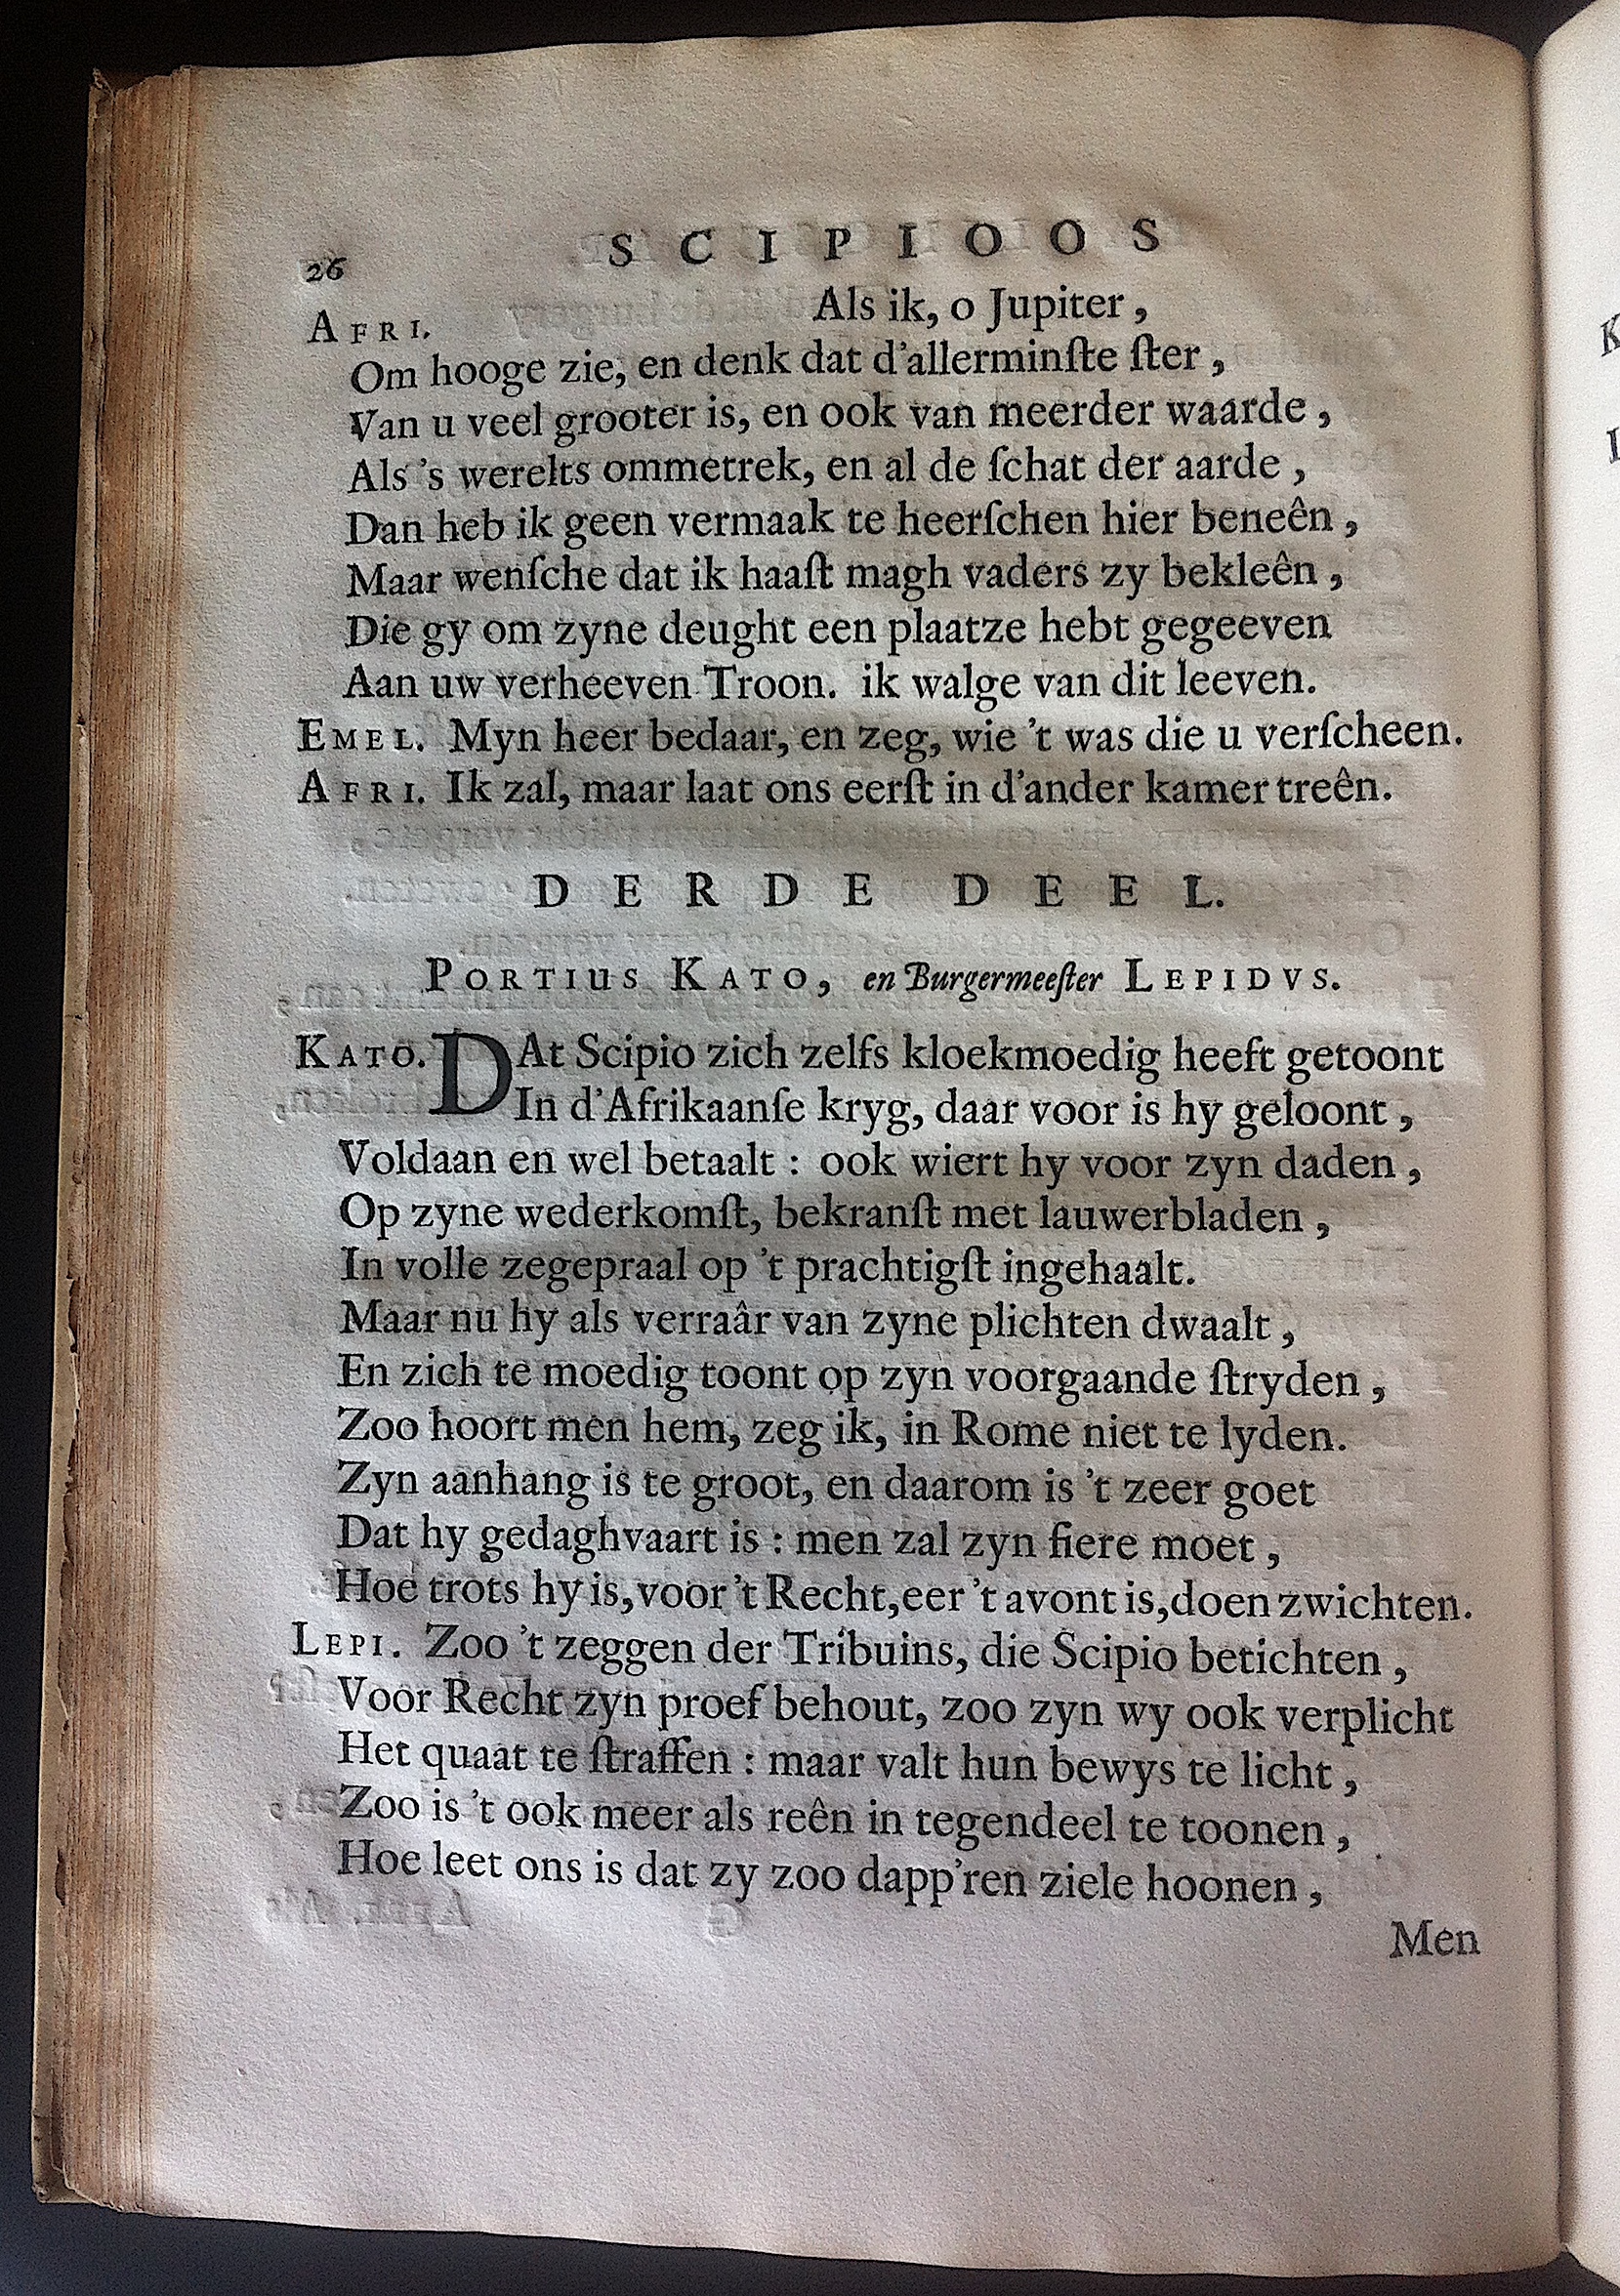 26 SCIPIOOS
AFRI. Als ik, o Jupiter,
Om hooge zie, en denk dat d'allerminſte ſter,
Van u veel grooter is, en ook van meerder waarde,
Als 's werelts ommetrek, en al de ſchat der aarde,
Dan heb ik geen vermaak te heerſchen hier beneên,
Maar wenſche dat ik haaſt magh vaders zy bekleên,
Die gy om zyne deught een plaatze hebt gegeeven
Aan uw verheeven Troon. ik walge van dit leeven.
EMEL. Myn heer bedaar, en zeg, wie 't was die u verſcheen.
AFRI. Ik zal, maar laat ons eerſt in d'ander kamer treên.
DERDE DEEL.
PORTIUS KATO, en Burgermeeſter LEPIDVS.
KATO. DAt Scipio zich zelfs kloekmoedig heeft getoont
In d'Afrikaanſe kryg, daar voor is hy geloont,
Voldaan en wel betaalt: ook wiert hy voor zyn daden,
Op zyne wederkomſt, bekranſt met lauwerbladen,
In volle zegepraal op 't prachtigſt ingehaalt.
Maar nu hy als verraâr van zyne plichten dwaalt,
En zich te moedig toont op zyn voorgaande ſtryden,
Zoo hoort men hem, zeg ik, in Rome niet te lyden.
Zyn aanhang is te groot, en daarom is 't zeer goet
Dat hy gedaghvaart is: men zal zyn fiere moet,
Hoe trots hy is, voor 't Recht, eer 't avont is, doen zwichten.
LEPI. Zoo 't zeggen der Tribuins, die Scipio betichten,
Voor Recht zyn proef behout, zoo zyn wy ook verplicht
Het quaat te ſtraffen: maar valt hun bewys te licht,
Zoo is 't ook meer als reên in tegendeel te toonen,
Hoe leet ons is dat zy zoo dapp'ren ziele hoonen,
Men